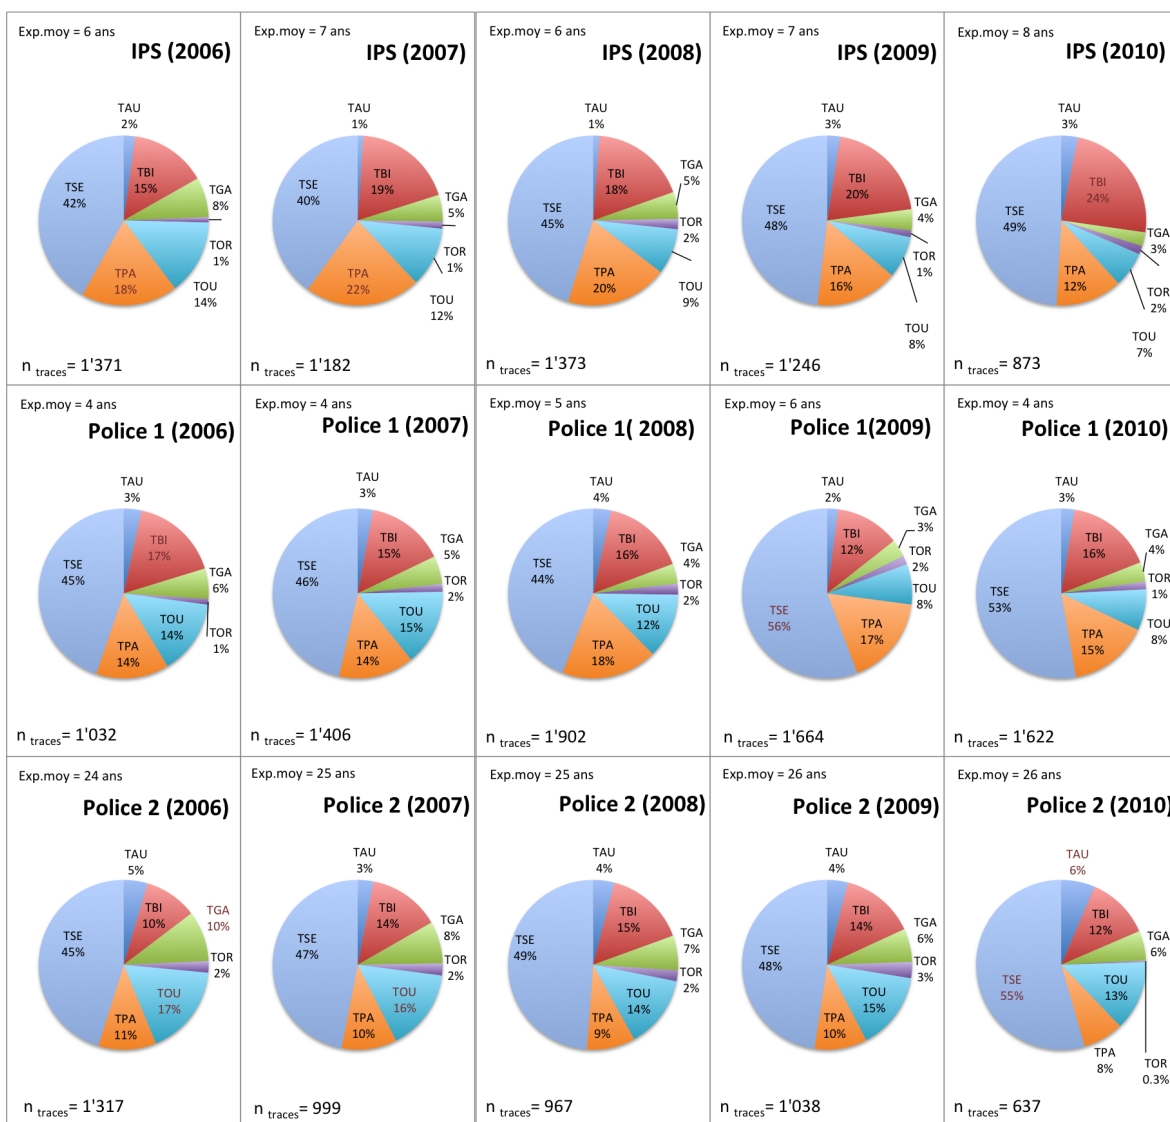 Exp.moy = 6 ans
IPS (2006)
TAU
2%
TBI
15%
TGA
8%
TOR
1%
TOU
14%
TPA
18%
TSE
42%
n traces= 1'371
Exp.moy = 7 ans
IPS (2007)
TAU
1%
TBI
19%
TGA
5%
TOR
1%
TOU
12%
TPA
22%
TSE
40%
n traces= 1'182
Exp.moy = 6 ans
IPS (2008)
TAU
1%
TBI
18%
TGA
5%
TOR
2%
TOU
9%
TPA
20%
TSE
45%
n traces= 1'373
Exp.moy = 7 ans
IPS (2009)
TAU
3%
TBI
20%
TGA
4%
TOR
1%
TOU
8%
TPA
16%
TSE
48%
n traces= 1'246
Exp.moy = 8 ans
IPS (2010)
TAU
3%
TBI
24%
TGA
3%
TOR
2%
TOU
7%
TPA
12%
TSE
49%
n traces= 873
Exp.moy = 4 ans
Police 1 (2006)
TAU
3%
TBI
17%
TGA
6%
TOR
1%
TOU
14%
TPA
14%
TSE
45%
n traces= 1'032
Exp.moy = 4 ans
Police 1 (2007)
TAU
3%
TBI
15%
TGA
5%
TOR
2%
TOU
15%
TPA
14%
TSE
46%
n traces= 1'406
Exp.moy = 5 ans
Police 1( 2008)
TAU
4%
TBI
16%
TGA
4%
TOR
2%
TOU
12%
TPA
18%
TSE
44%
n traces= 1'902
Exp.moy = 6 ans
Police 1(2009)
TAU
2%
TBI
12%
TGA
3%
TOR
2%
TOU
8%
TPA
17%
TSE
56%
n traces= 1'664
Exp.moy = 4 ans
Police 1 (2010)
TAU
3%
TBI
16%
TGA
4%
TOR
1%
TOU
8%
TPA
15%
TSE
53%
n traces= 1'622
Exp.moy = 24 ans
Police 2 (2006)
TAU
5%
TBI
10%
TGA
10%
TOR
2%
TOU
17%
TPA
11%
TSE
45%
n traces= 1'317
Exp.moy = 25 ans
Police 2 (2007)
TAU
3%
TBI
14%
TGA
8%
TOR
2%
TOU
16%
TPA
10%
TSE
47%
n traces= 999
Exp.moy = 25 ans
Police 2 (2008)
TAU
4%
TBI
15%
TGA
7%
TOR
2%
TOU
14%
TPA
9%
TSE
49%
n traces= 967
Exp.moy = 26 ans
Police 2 (2009)
TAU
4%
TBI
14%
TGA
6%
TOR
3%
TOU
15%
TPA
10%
TSE
48%
n traces= 1'038
Exp.moy = 26 ans
Police 2 (2010)
TAU
6%
TBI
12%
TGA
6%
TOU
13%
TOR
0.3%
TPA
8%
TSE
55%
n traces= 637